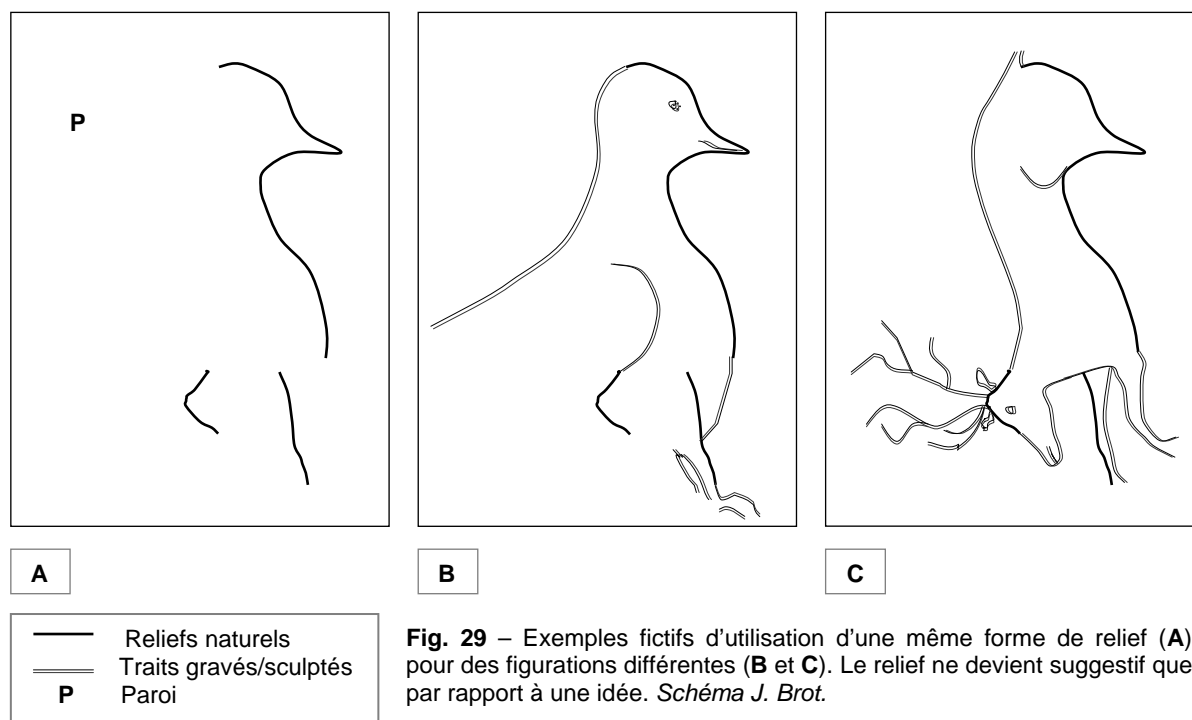 P
A
B
C
Reliefs naturels
Traits gravés/sculptés
P Paroi
Fig. 29 – Exemples fictifs d'utilisation d'une même forme de relief (A)
pour des figurations différentes (B et C). Le relief ne devient suggestif que
par rapport à une idée. Schéma J. Brot.